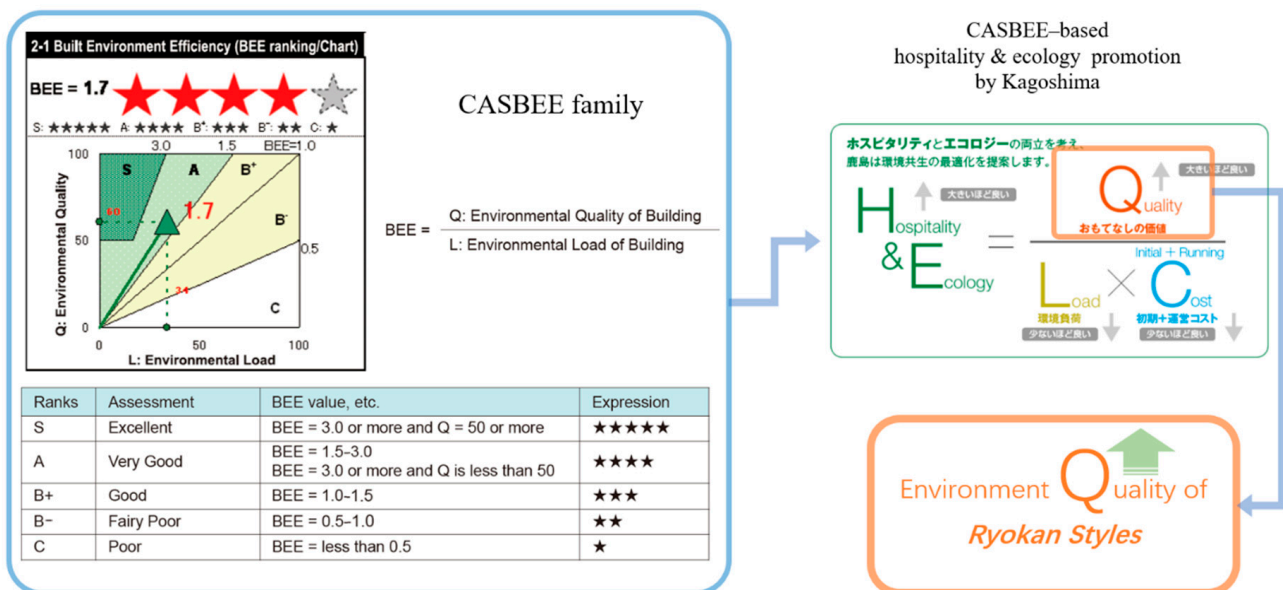 2-1 Built Environment Efficiency (BEE ranking/Chart)
BEE = 1.7
S: ★★★★★ A: ★★★★ B⁺: ★★★ B⁻: ★★ C: ★
3.0 1.5 BEE=1.0
100
S A B⁺
1.7
60
B⁻
50
0.5
C
0
0 50 100
Q: Environmental Quality
L: Environmental Load
CASBEE family
BEE =
Q: Environmental Quality of Building
L: Environmental Load of Building
Ranks Assessment BEE value, etc. Expression
S Excellent BEE = 3.0 or more and Q = 50 or more ★★★★★
A Very Good BEE = 1.5-3.0
BEE = 3.0 or more and Q is less than 50 ★★★★
B+ Good BEE = 1.0-1.5 ★★★
B− Fairy Poor BEE = 0.5-1.0 ★★
C Poor BEE = less than 0.5 ★
CASBEE–based
hospitality & ecology promotion
by Kagoshima
ホスピタリティとエコロジーの両立を考え、
鹿島は環境共生の最適化を提案します。
大きいほど良い
Hospitality
& Ecology
=
大きいほど良い
Quality
おもてなしの価値
Initial + Running
Load × Cost
環境負荷 初期+運営コスト
少ないほど良い 少ないほど良い
Environment Quality of
Ryokan Styles